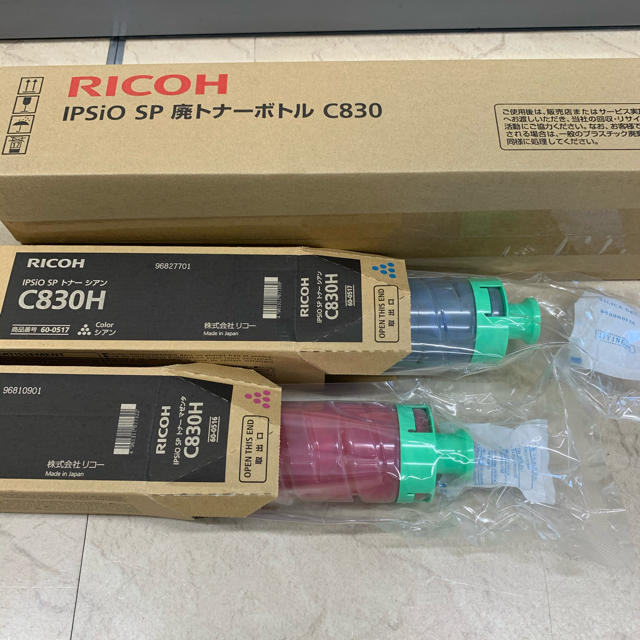 RICOH
IPSiO SP 廃トナーボトル C830
ご使用後は、販売店またはサービス実
へお渡しいただき、当社の回収・リサイ
活動にご協力ください。なお、お客様で
される場合は、一般のプラスチック廃
同様に処理してください。
RICOH
96827701
IPSiO SP トナー シアン
C830H
商品番号 60-0517
Color
シアン
株式会社リコー
Made in Japan
IPSiO SP トナー シアン
C830H
60-0517
OPEN THIS END
取出口
96810901
RICOH
株式会社リコー
Made in Japan
IPSiO SP トナー マゼンタ
C830H
60-0516
OPEN THIS END
取出口